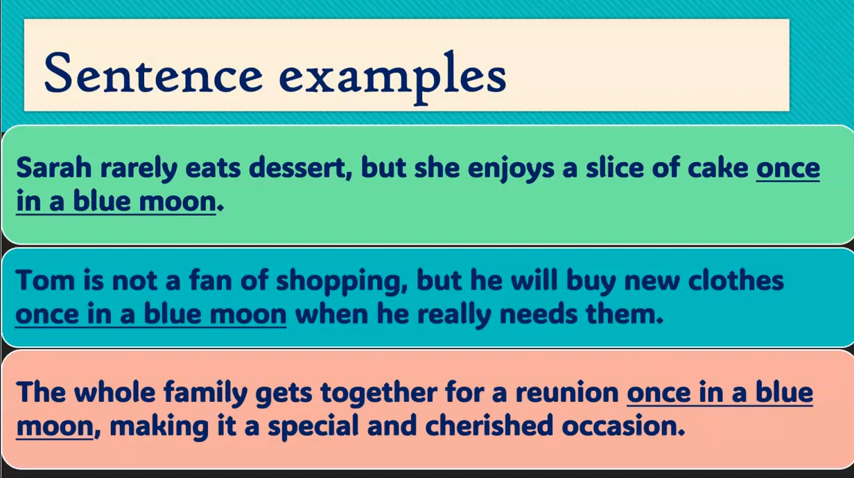 Sentence examples
Sarah rarely eats dessert, but she enjoys a slice of cake once
in a blue moon.
Tom is not a fan of shopping, but he will buy new clothes
once in a blue moon when he really needs them.
The whole family gets together for a reunion once in a blue
moon, making it a special and cherished occasion.